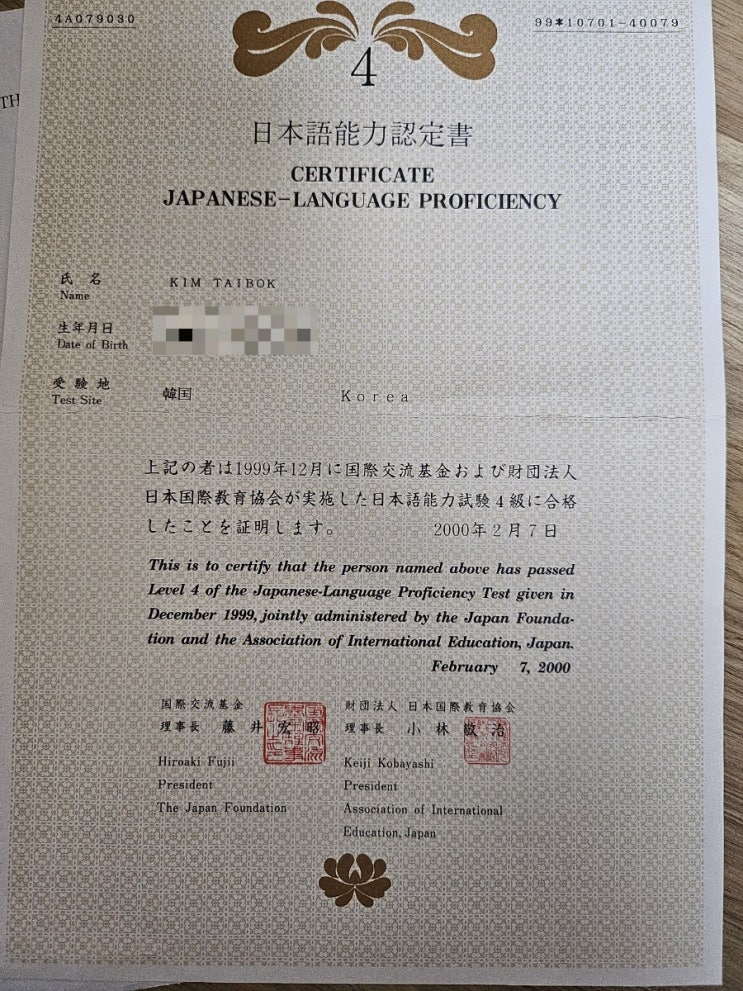 4A079030
99*10701-40079
TH
4
日本語能力認定書
CERTIFICATE
JAPANESE-LANGUAGE PROFICIENCY
氏名 KIM TAIBOK
Name
生年月日
Date of Birth
受験地 韓国 Korea
Test Site
上記の者は1999年12月に国際交流基金および財団法人
日本国際教育協会が実施した日本語能力試験4級に合格
したことを証明します。 2000年2月7日
This is to certify that the person named above has passed
Level 4 of the Japanese-Language Proficiency Test given in
December 1999, jointly administered by the Japan Founda-
tion and the Association of International Education, Japan.
February 7, 2000
国際交流基金
理事長 藤井宏昭
Hiroaki Fujii
President
The Japan Foundation
財団法人 日本国際教育協会
理事長 小林敬治
Keiji Kobayashi
President
Association of International
Education, Japan